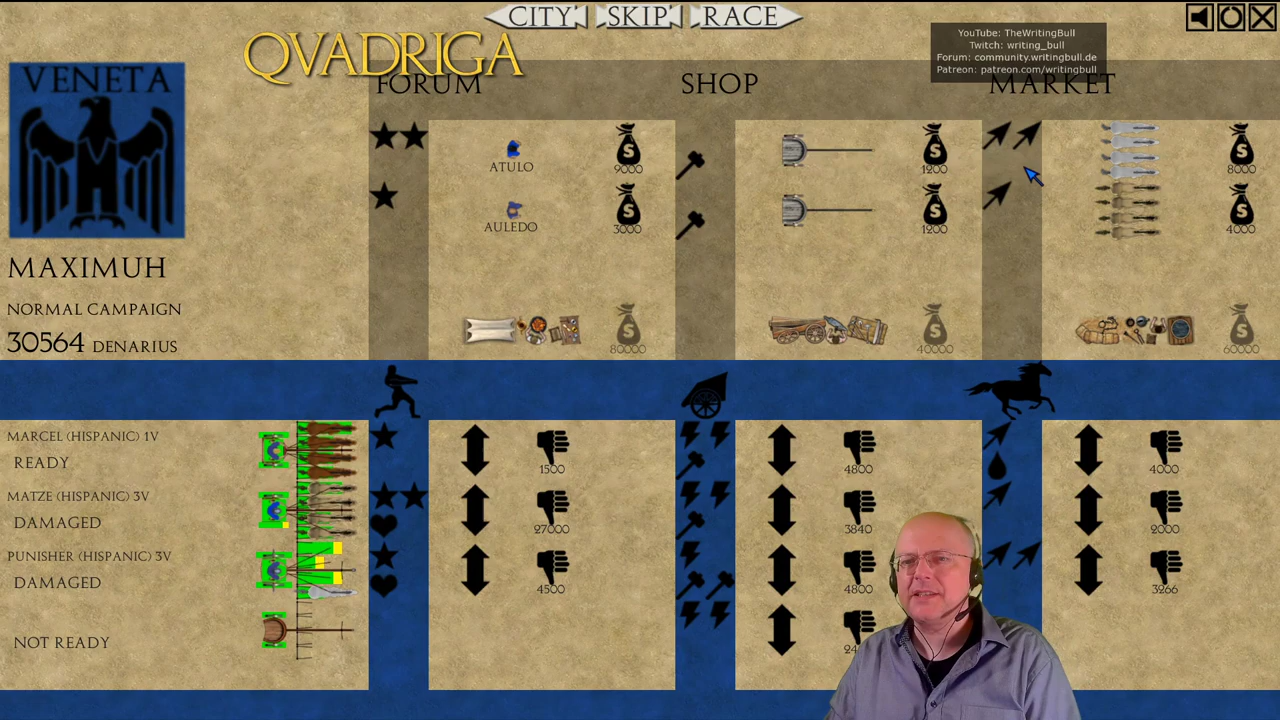 CITY SKIP RACE
QVADRIGA
YouTube: TheWritingBull
Twitch: writing_bull
Forum: community.writingbull.de
Patreon: patreon.com/writingbull
VENETA
FORUM SHOP MARKET
ATULO
AULEDO
S 9000
S 3000
S 80000
S 1200
S 1200
S 40000
S 8000
S 4000
S 60000
MAXIMUH
NORMAL CAMPAIGN
30564 DENARIUS
MARCEL (HISPANIC) 1V
READY
MATZE (HISPANIC) 3V
DAMAGED
PUNISHER (HISPANIC) 3V
DAMAGED
NOT READY
1500
27000
4500
4800
3840
4800
4000
2000
3266